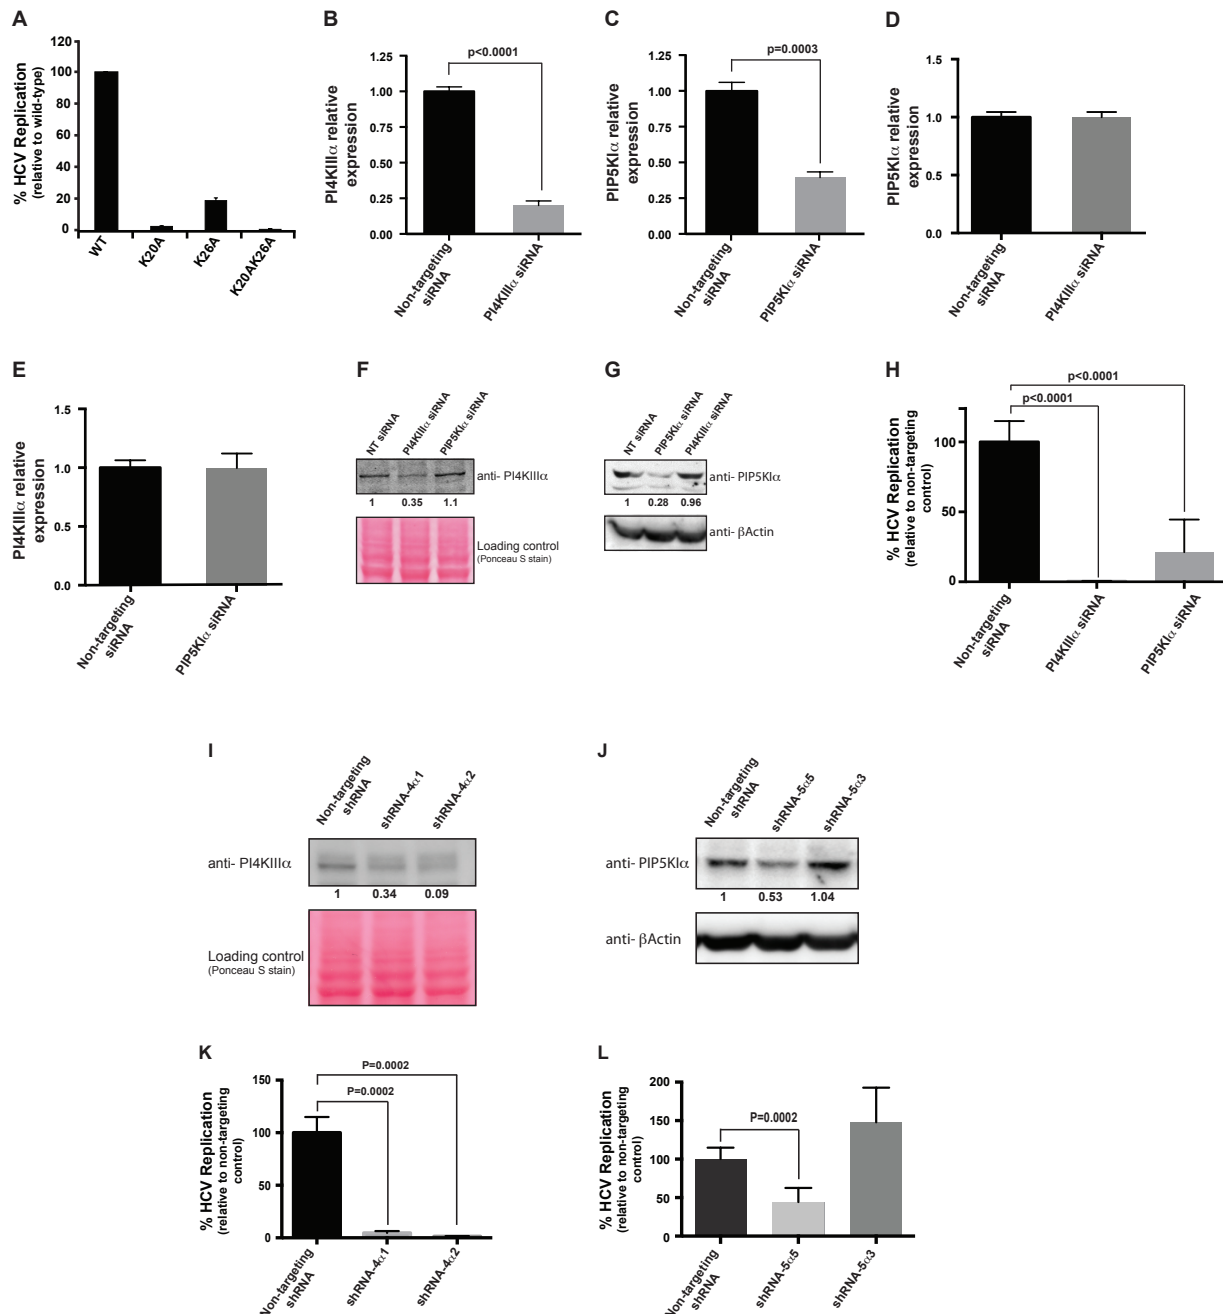 A
% HCV Replication
(relative to wild-type)
120
100
80
60
40
20
0
WT
K20A
K26A
K20AK26A
B
PI4KIIIα relative
expression
1.25
1.00
0.75
0.50
0.25
0.00
p<0.0001
Non-targeting
siRNA
PI4KIIIα siRNA
C
PIP5KIα relative
expression
1.25
1.00
0.75
0.50
0.25
0.00
p=0.0003
Non-targeting
siRNA
PIP5KIα siRNA
D
PIP5KIα relative
expression
1.5
1.0
0.5
0.0
Non-targeting
siRNA
PI4KIIIα siRNA
E
PI4KIIIα relative
expression
1.5
1.0
0.5
0.0
Non-targeting
siRNA
PIP5KIα siRNA
F
NT siRNA
PI4KIIIα siRNA
PIP5KIα siRNA
anti- PI4KIIIα
1 0.35 1.1
Loading control
(Ponceau S stain)
G
NT siRNA
PIP5KIα siRNA
PI4KIIIα siRNA
anti- PIP5KIα
1 0.28 0.96
anti- βActin
H
% HCV Replication
(relative to non-targeting
control)
100
50
0
p<0.0001
p<0.0001
Non-targeting
siRNA
PI4KIIIα siRNA
PIP5KIα siRNA
I
Non-targeting
shRNA
shRNA-4α1
shRNA-4α2
anti- PI4KIIIα
1 0.34 0.09
Loading control
(Ponceau S stain)
J
Non-targeting
shRNA
shRNA-5α5
shRNA-5α3
anti- PIP5KIα
1 0.53 1.04
anti- βActin
K
% HCV Replication
(relative to non-targeting
control)
150
100
50
0
P=0.0002
P=0.0002
Non-targeting
shRNA
shRNA-4α1
shRNA-4α2
L
% HCV Replication
(relative to non-targeting
control)
200
150
100
50
0
P=0.0002
Non-targeting
shRNA
shRNA-5α5
shRNA-5α3